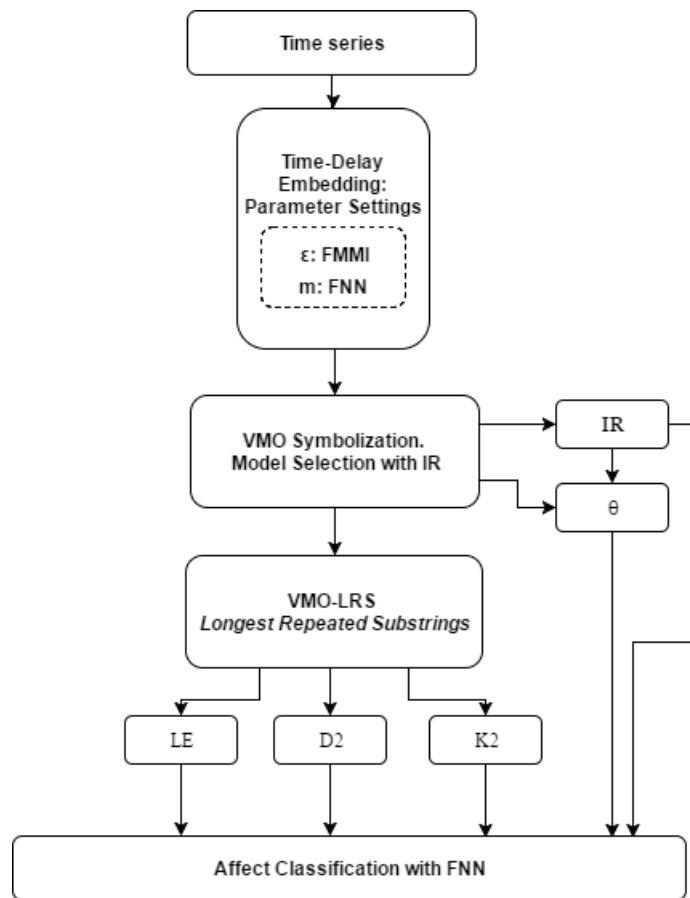 Time series
Time-Delay
Embedding:
Parameter Settings
ε: FMMI
m: FNN
VMO Symbolization.
Model Selection with IR
IR
θ
VMO-LRS
Longest Repeated Substrings
LE
D2
K2
Affect Classification with FNN